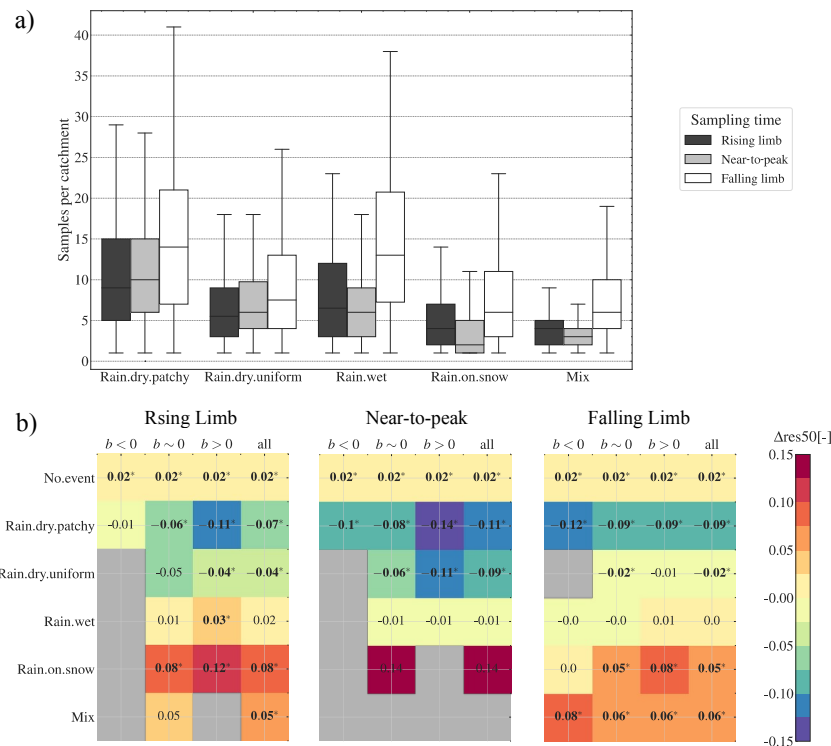 a)
40
35
30
25
20
15
10
5
0
Samples per catchment
Rain.dry.patchy Rain.dry.uniform Rain.wet Rain.on.snow Mix
Sampling time
Rising limb
Near-to-peak
Falling limb
b)
Rsing Limb Near-to-peak Falling Limb
b < 0 b ∼ 0 b > 0 all b < 0 b ∼ 0 b > 0 all b < 0 b ∼ 0 b > 0 all
Δres50[-]
No.event 0.02* 0.02* 0.02* 0.02* 0.02* 0.02* 0.02* 0.02* 0.02* 0.02* 0.02* 0.02*
Rain.dry.patchy −0.01 −0.06* −0.11* −0.07* −0.1* −0.08* −0.14* −0.11* −0.12* −0.09* −0.09* −0.09*
Rain.dry.uniform −0.05 −0.04* −0.04* −0.06* −0.11* −0.09* −0.02* −0.01 −0.02*
Rain.wet 0.01 0.03* 0.02 -0.01 -0.01 -0.01 -0.0 -0.0 0.01 0.0
Rain.on.snow 0.08* 0.12* 0.08* 0.14 0.14 0.0 0.05* 0.08* 0.05*
Mix 0.05 0.05* 0.08* 0.06* 0.06* 0.06*
0.15
0.10
0.05
-0.00
-0.05
-0.10
-0.15